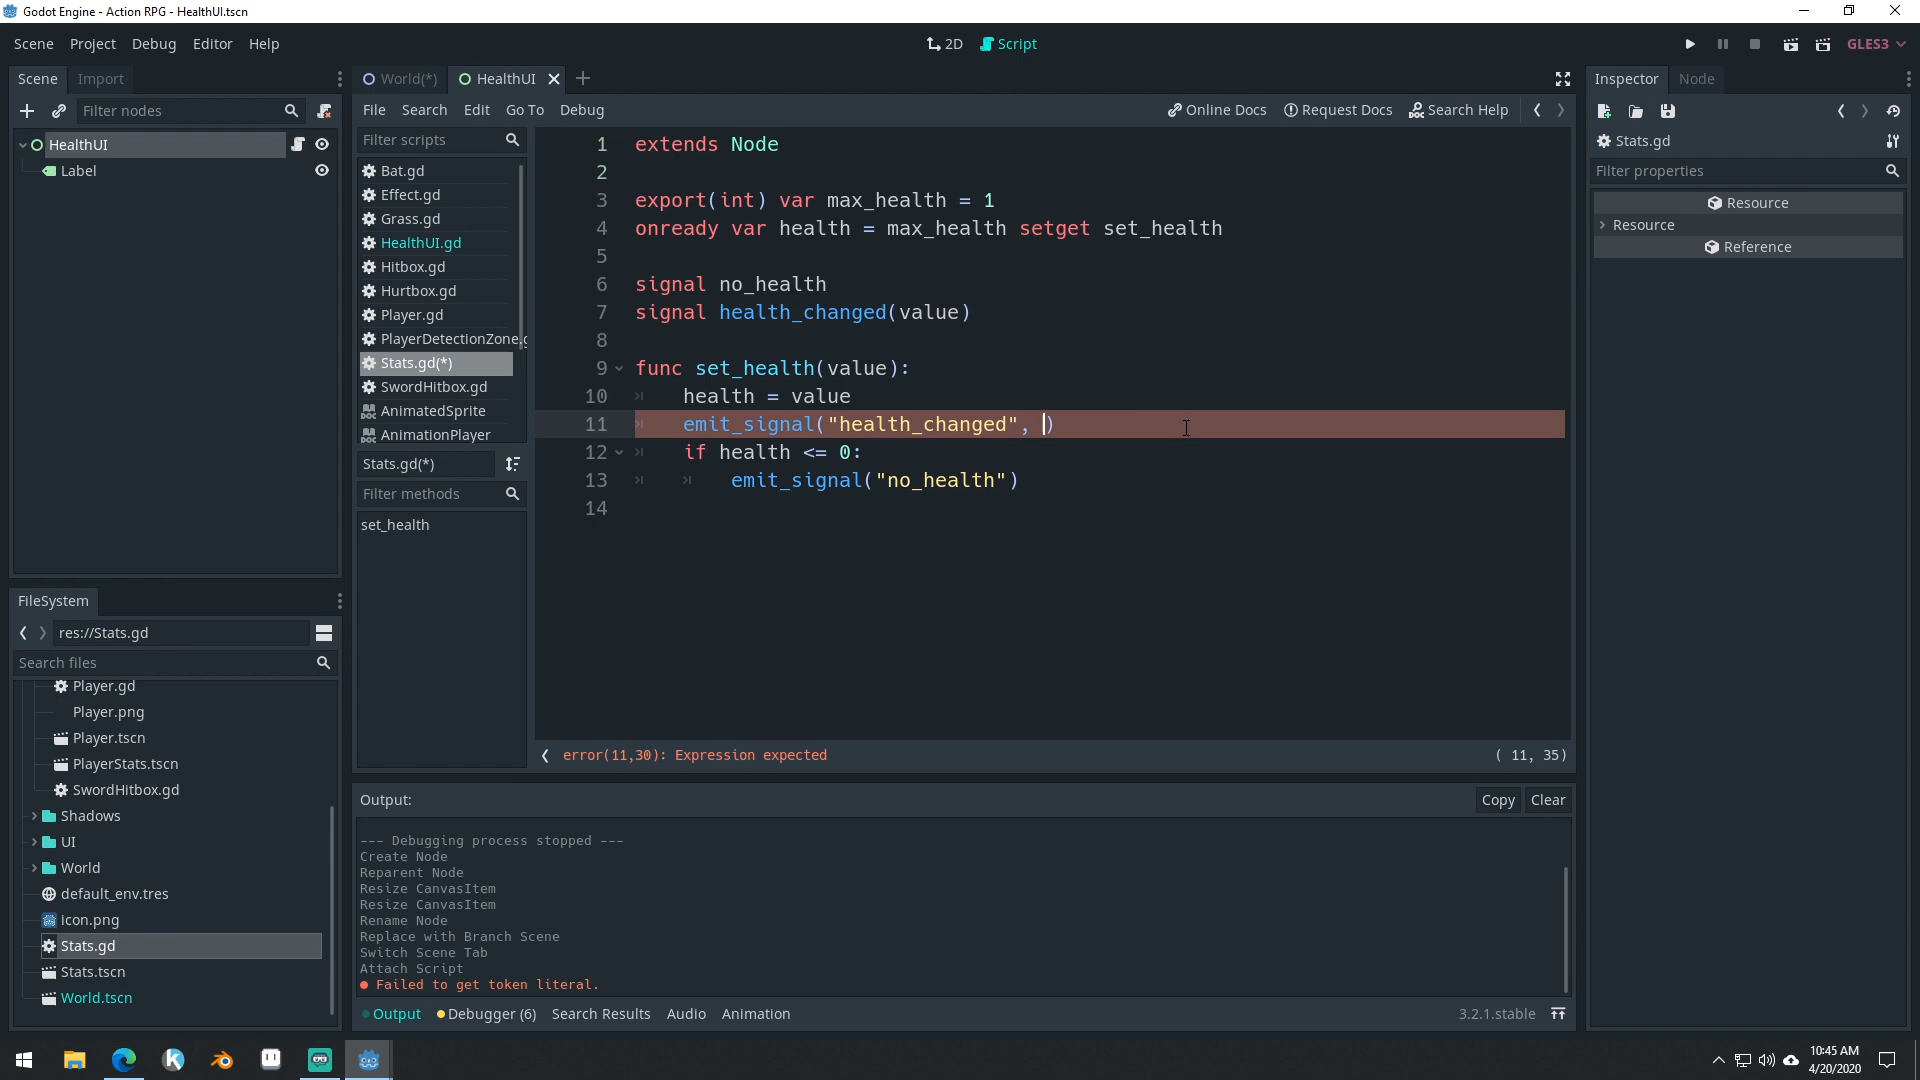 Godot Engine - Action RPG - HealthUI.tscn
Scene Project Debug Editor Help
2D Script
GLES3
Scene Import
Filter nodes
HealthUI
Label
World(*) HealthUI
File Search Edit Go To Debug
Online Docs Request Docs Search Help
Filter scripts
Bat.gd
Effect.gd
Grass.gd
HealthUI.gd
Hitbox.gd
Hurtbox.gd
Player.gd
PlayerDetectionZone.g
Stats.gd(*)
SwordHitbox.gd
AnimatedSprite
AnimationPlayer
Stats.gd(*)
Filter methods
set_health
1 extends Node
2
3 export(int) var max_health = 1
4 onready var health = max_health setget set_health
5
6 signal no_health
7 signal health_changed(value)
8
9 func set_health(value):
10 health = value
11 emit_signal("health_changed", )
12 if health <= 0:
13 emit_signal("no_health")
14
error(11,30): Expression expected
( 11, 35)
Inspector Node
Stats.gd
Filter properties
Resource
Resource
Reference
FileSystem
res://Stats.gd
Search files
Player.gd
Player.png
Player.tscn
PlayerStats.tscn
SwordHitbox.gd
Shadows
UI
World
default_env.tres
icon.png
Stats.gd
Stats.tscn
World.tscn
Output:
Copy Clear
--- Debugging process stopped ---
Create Node
Reparent Node
Resize CanvasItem
Resize CanvasItem
Rename Node
Replace with Branch Scene
Switch Scene Tab
Attach Script
Failed to get token literal.
Output Debugger (6) Search Results Audio Animation
3.2.1.stable
10:45 AM
4/20/2020